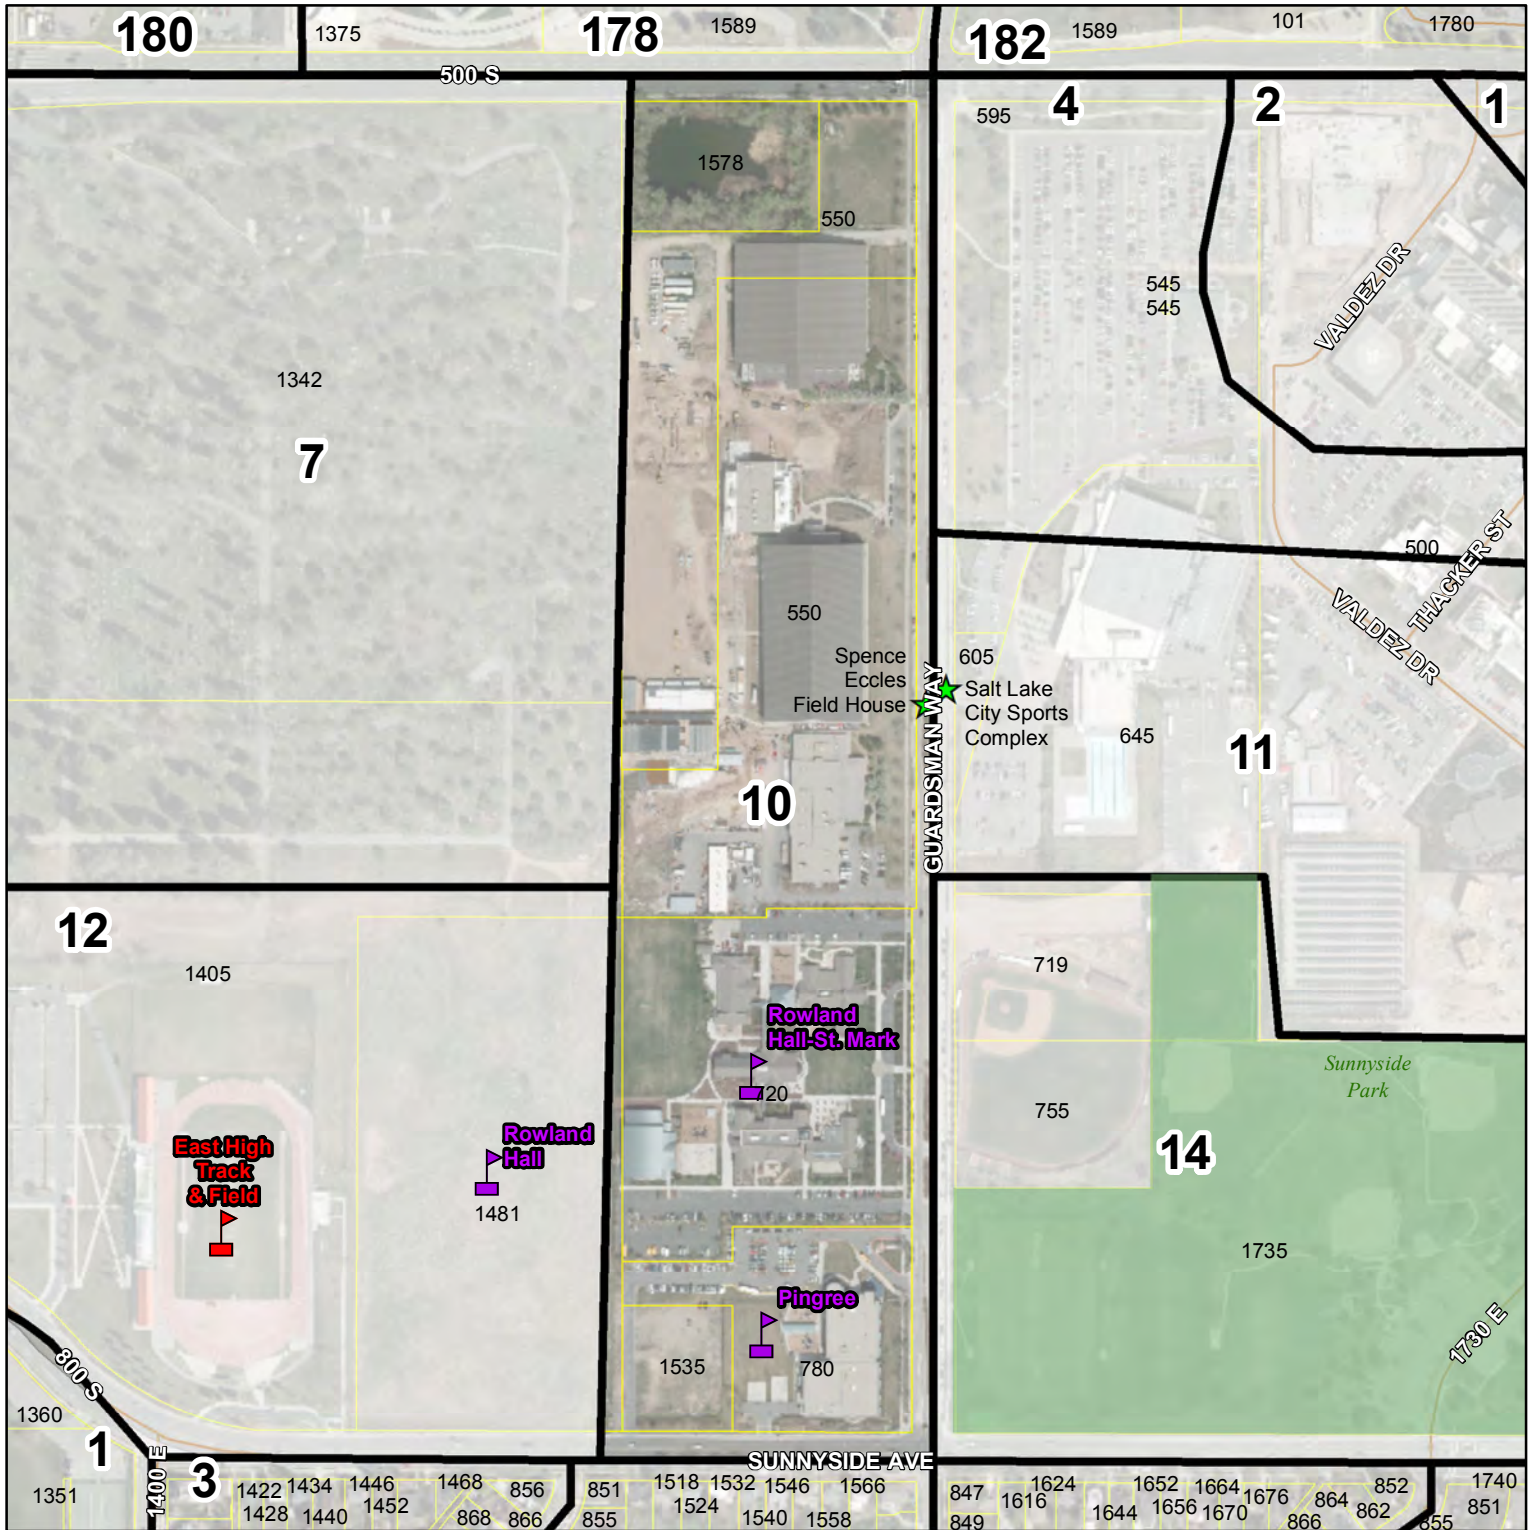 180
1375
178
1589
182
1589
101
1780
500 S
4
2
1
595
1578
550
545
545
VALDEZ DR
1342
7
500
THACKER ST
VALDEZ DR
550
Spence
Eccles
Field House
605
Salt Lake
City Sports
Complex
GUARDSMAN WAY
645
11
10
12
1405
719
Rowland
Hall-St. Mark
720
Sunnyside
Park
755
14
East High
Track
& Field
Rowland
Hall
1481
1735
Pingree
1535
780
1730 E
800 S
1360
1
1400 E
3
SUNNYSIDE AVE
1351
1422
1434
1446
1468
856
851
1518
1532
1546
1566
847
1624
1652
1664
1676
852
1740
1428
1440
1452
868
866
855
1524
1540
1558
849
1616
1644
1656
1670
866
864
862
855
851